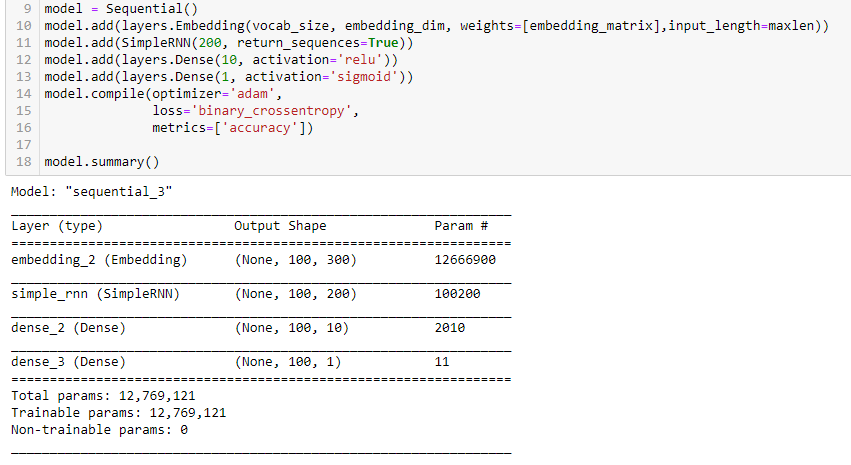 9 model = Sequential()
10 model.add(layers.Embedding(vocab_size, embedding_dim, weights=[embedding_matrix],input_length=maxlen))
11 model.add(SimpleRNN(200, return_sequences=True))
12 model.add(layers.Dense(10, activation='relu'))
13 model.add(layers.Dense(1, activation='sigmoid'))
14 model.compile(optimizer='adam',
15               loss='binary_crossentropy',
16               metrics=['accuracy'])
17
18 model.summary()
Model: "sequential_3"
_________________________________________________________________
Layer (type)                 Output Shape              Param #
=================================================================
embedding_2 (Embedding)      (None, 100, 300)          12666900
_________________________________________________________________
simple_rnn (SimpleRNN)       (None, 100, 200)          100200
_________________________________________________________________
dense_2 (Dense)              (None, 100, 10)           2010
_________________________________________________________________
dense_3 (Dense)              (None, 100, 1)            11
=================================================================
Total params: 12,769,121
Trainable params: 12,769,121
Non-trainable params: 0
_________________________________________________________________